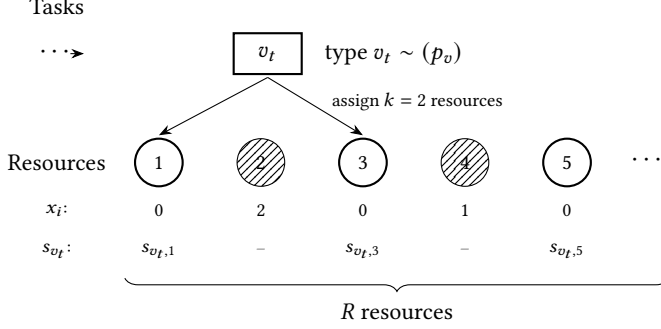 Tasks
··· v_t type v_t ∼ (p_v)
assign k = 2 resources
Resources 1 2 3 4 5 ···
x_i: 0 2 0 1 0
s_{v_t}: s_{v_t,1} – s_{v_t,3} – s_{v_t,5}
R resources